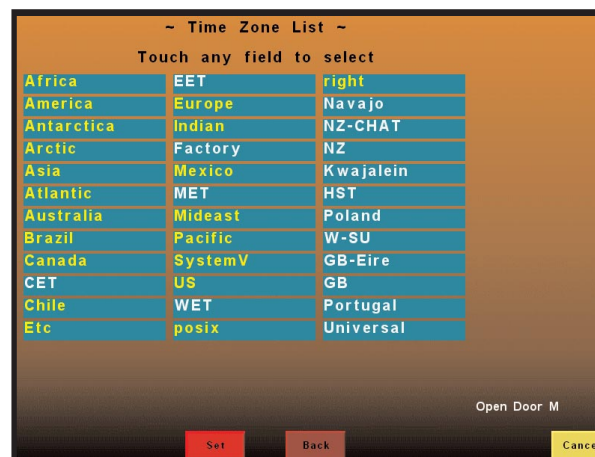 ~ Time Zone List ~
Touch any field to select
Africa EET right
America Europe Navajo
Antarctica Indian NZ-CHAT
Arctic Factory NZ
Asia Mexico Kwajalein
Atlantic MET HST
Australia Mideast Poland
Brazil Pacific W-SU
Canada SystemV GB-Eire
CET US GB
Chile WET Portugal
Etc posix Universal
Open Door M
Set Back Cance